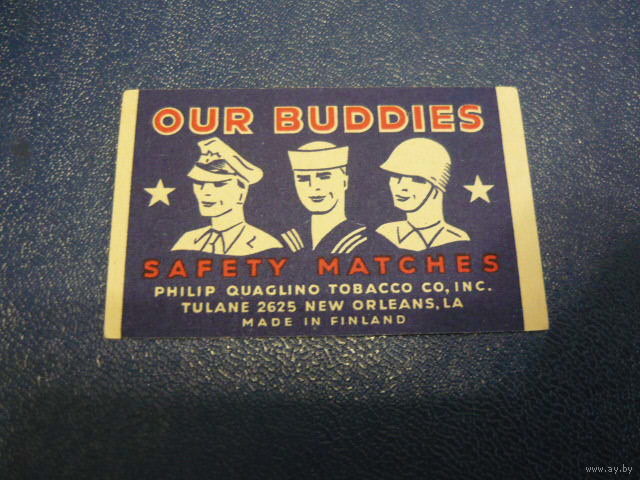 OUR BUDDIES
SAFETY MATCHES
PHILIP QUAGLINO TOBACCO CO, INC.
TULANE 2625 NEW ORLEANS, LA
MADE IN FINLAND
www.ay.by